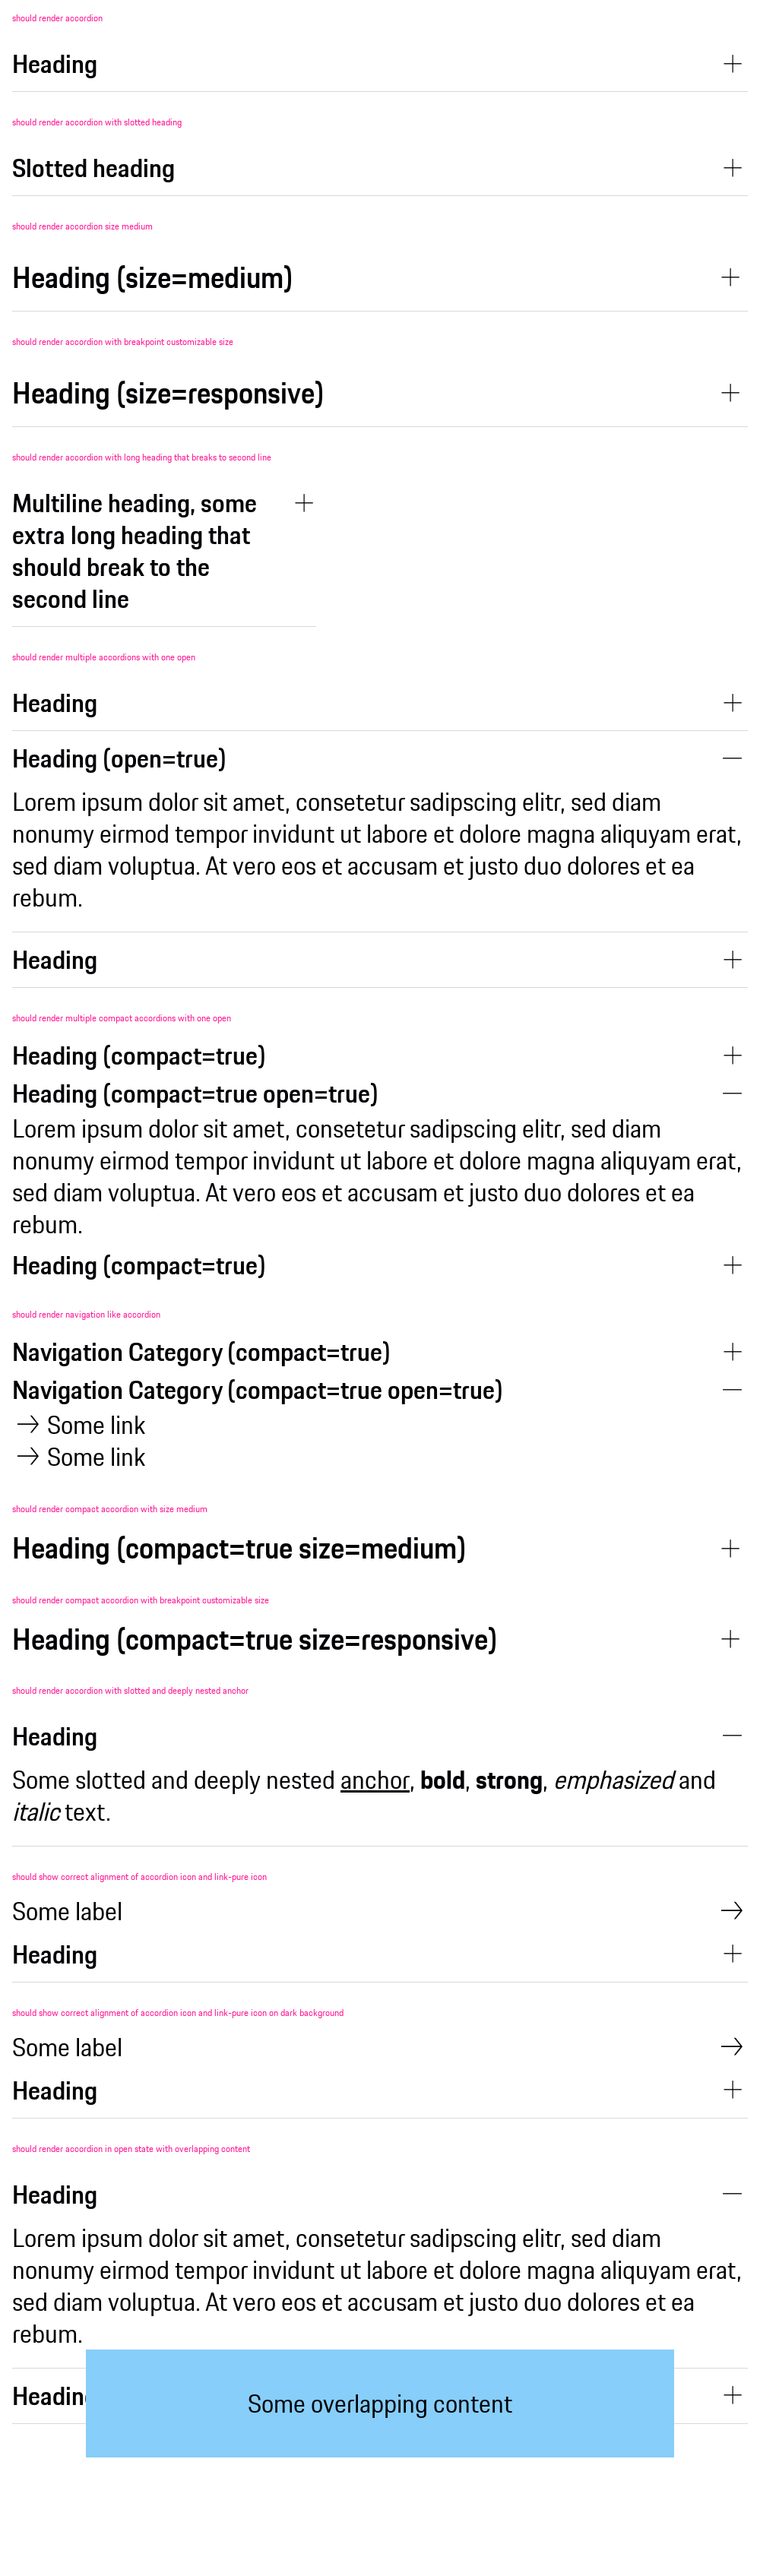 should render accordion
Heading
should render accordion with slotted heading
Slotted heading
should render accordion size medium
Heading (size=medium)
should render accordion with breakpoint customizable size
Heading (size=responsive)
should render accordion with long heading that breaks to second line
Multiline heading, some
extra long heading that
should break to the
second line
should render multiple accordions with one open
Heading
Heading (open=true)
Lorem ipsum dolor sit amet, consetetur sadipscing elitr, sed diam
nonumy eirmod tempor invidunt ut labore et dolore magna aliquyam erat,
sed diam voluptua. At vero eos et accusam et justo duo dolores et ea
rebum.
Heading
should render multiple compact accordions with one open
Heading (compact=true)
Heading (compact=true open=true)
Lorem ipsum dolor sit amet, consetetur sadipscing elitr, sed diam
nonumy eirmod tempor invidunt ut labore et dolore magna aliquyam erat,
sed diam voluptua. At vero eos et accusam et justo duo dolores et ea
rebum.
Heading (compact=true)
should render navigation like accordion
Navigation Category (compact=true)
Navigation Category (compact=true open=true)
Some link
Some link
should render compact accordion with size medium
Heading (compact=true size=medium)
should render compact accordion with breakpoint customizable size
Heading (compact=true size=responsive)
should render accordion with slotted and deeply nested anchor
Heading
Some slotted and deeply nested anchor, bold, strong, emphasized and
italic text.
should show correct alignment of accordion icon and link-pure icon
Some label
Heading
should show correct alignment of accordion icon and link-pure icon on dark background
Some label
Heading
should render accordion in open state with overlapping content
Heading
Lorem ipsum dolor sit amet, consetetur sadipscing elitr, sed diam
nonumy eirmod tempor invidunt ut labore et dolore magna aliquyam erat,
sed diam voluptua. At vero eos et accusam et justo duo dolores et ea
rebum.
Heading
Some overlapping content